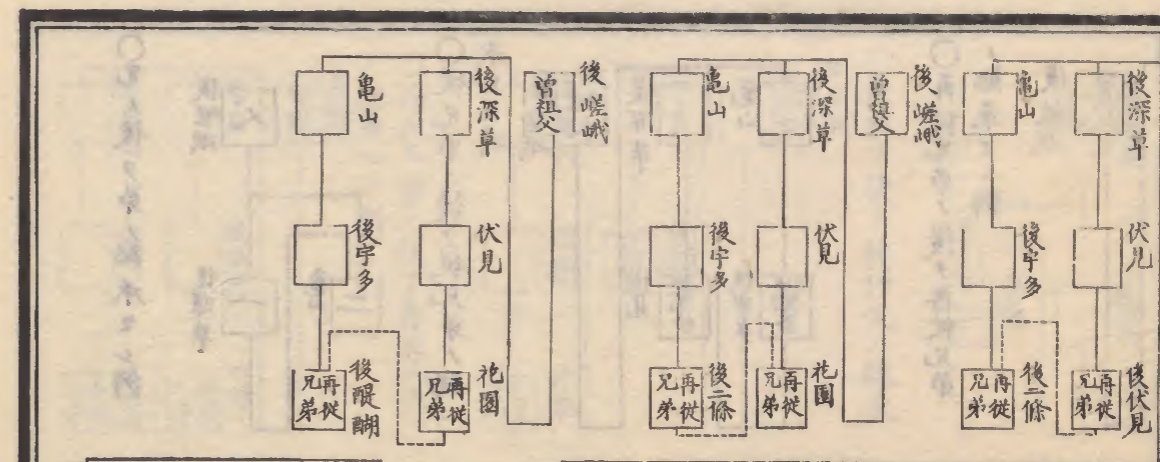 後深草
伏見
後伏見
再従
兄弟
龜山
後宇多
後二條
再従
兄弟
後嵯峨
曽祖父
後深草
伏見
花園
再従
兄弟
亀山
後宇多
後二條
再従
兄弟
後嵯峨
曽祖父
後深草
伏見
花園
再従
兄弟
亀山
後宇多
後醍醐
再従
兄弟